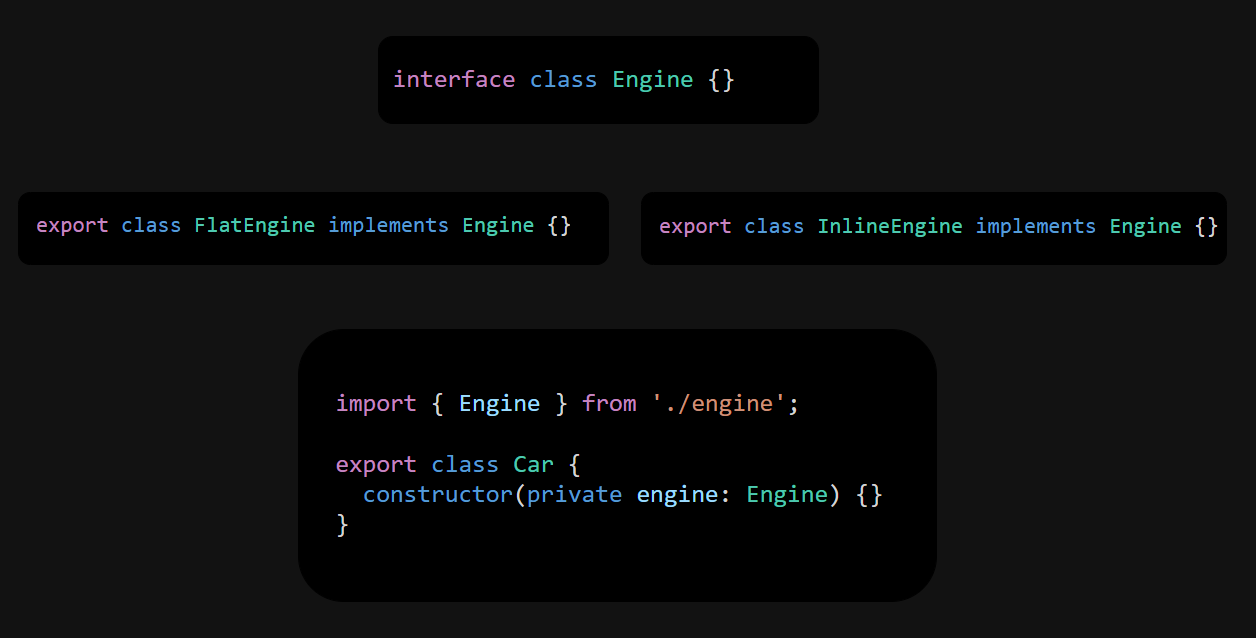 interface class Engine {}
export class FlatEngine implements Engine {}
export class InlineEngine implements Engine {}
import { Engine } from './engine';
export class Car {
  constructor(private engine: Engine) {}
}